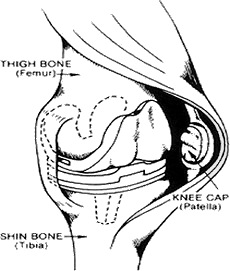 THIGH BONE
(Femur)
KNEE CAP
(Patella)
SHIN BONE
(Tibia)